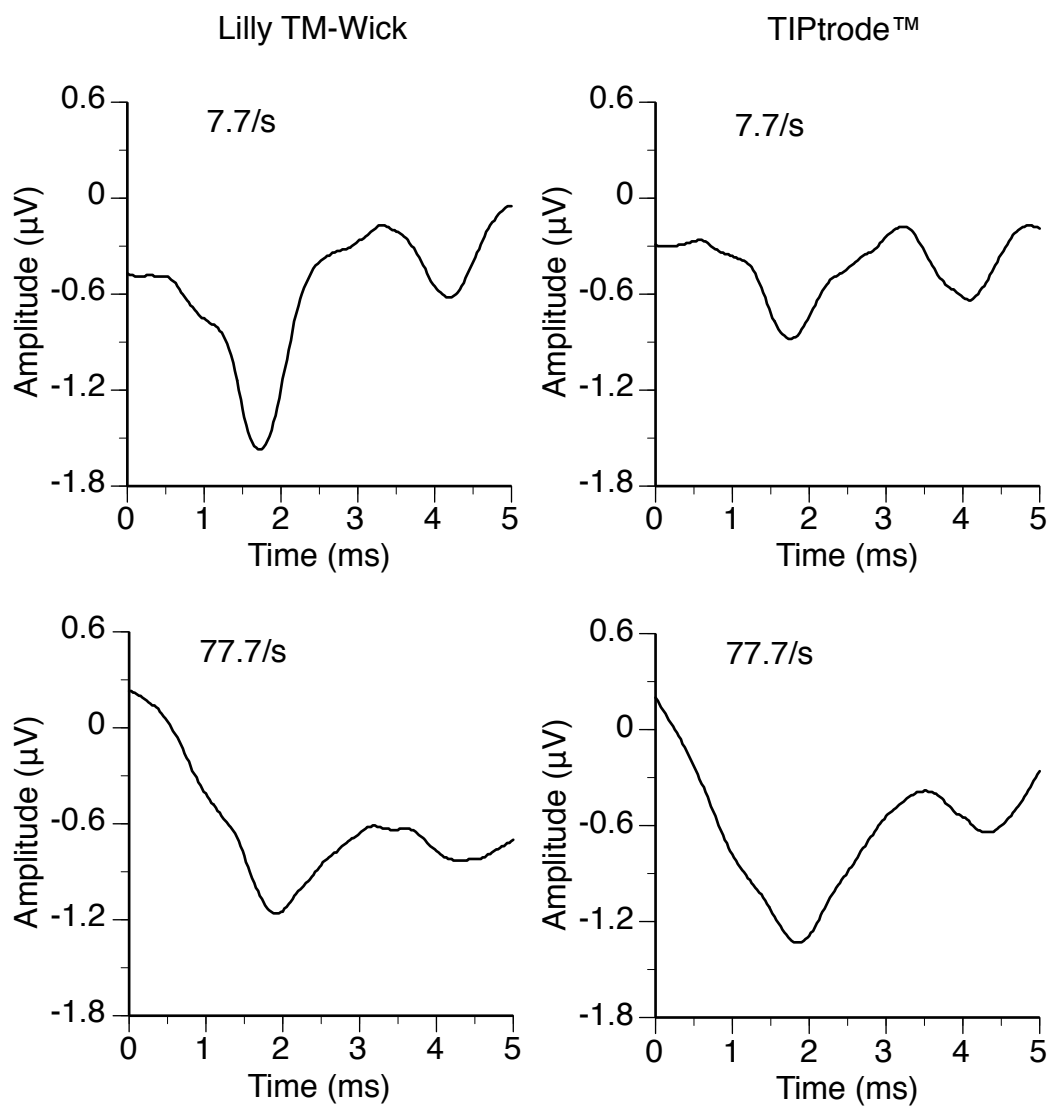 Lilly TM-Wick
TIPtrode™
7.7/s
0.6
0
-0.6
-1.2
-1.8
Amplitude (µV)
0 1 2 3 4 5
Time (ms)
7.7/s
0.6
0
-0.6
-1.2
-1.8
Amplitude (µV)
0 1 2 3 4 5
Time (ms)
77.7/s
0.6
0
-0.6
-1.2
-1.8
Amplitude (µV)
0 1 2 3 4 5
Time (ms)
77.7/s
0.6
0
-0.6
-1.2
-1.8
Amplitude (µV)
0 1 2 3 4 5
Time (ms)